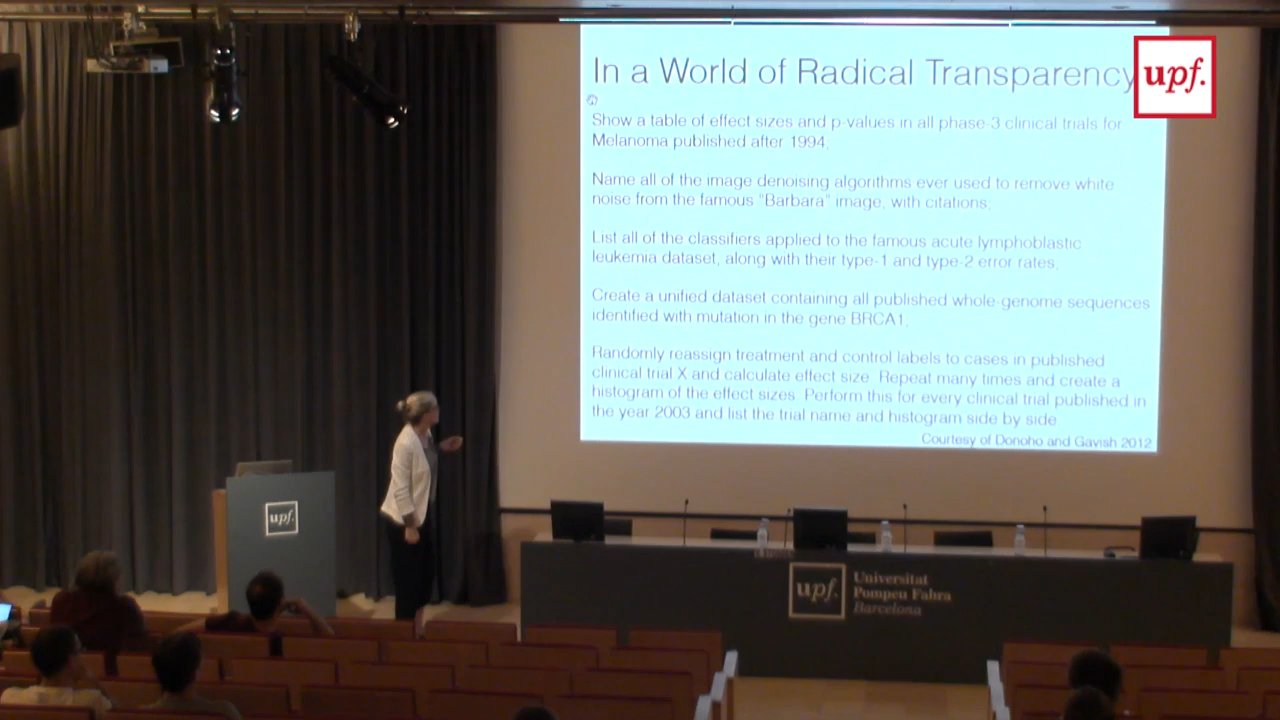 In a World of Radical Transparency
upf.
Show a table of effect sizes and p-values in all phase-3 clinical trials for
Melanoma published after 1994;
Name all of the image denoising algorithms ever used to remove white
noise from the famous "Barbara" image, with citations;
List all of the classifiers applied to the famous acute lymphoblastic
leukemia dataset, along with their type-1 and type-2 error rates;
Create a unified dataset containing all published whole-genome sequences
identified with mutation in the gene BRCA1;
Randomly reassign treatment and control labels to cases in published
clinical trial X and calculate effect size. Repeat many times and create a
histogram of the effect sizes. Perform this for every clinical trial published in
the year 2003 and list the trial name and histogram side by side.
Courtesy of Donoho and Gavish 2012
upf.
upf.
Universitat
Pompeu Fabra
Barcelona